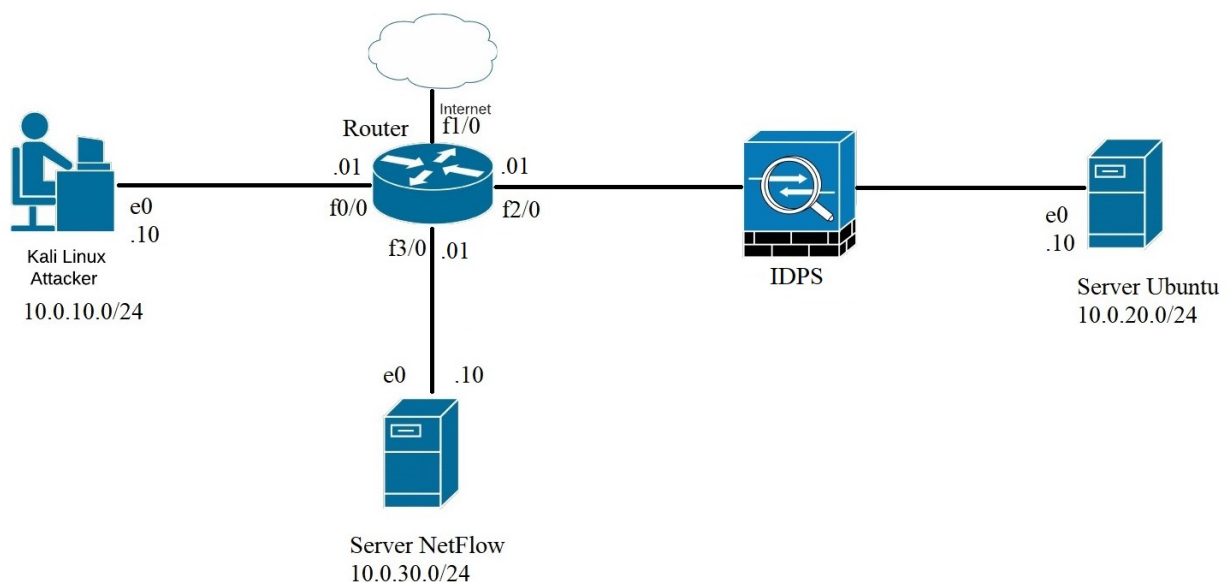 Internet
f1/0
Router
.01
.01
f0/0
f2/0
e0
.10
Kali Linux
Attacker
10.0.10.0/24
f3/0
.01
IDPS
e0
.10
Server Ubuntu
10.0.20.0/24
e0
.10
Server NetFlow
10.0.30.0/24